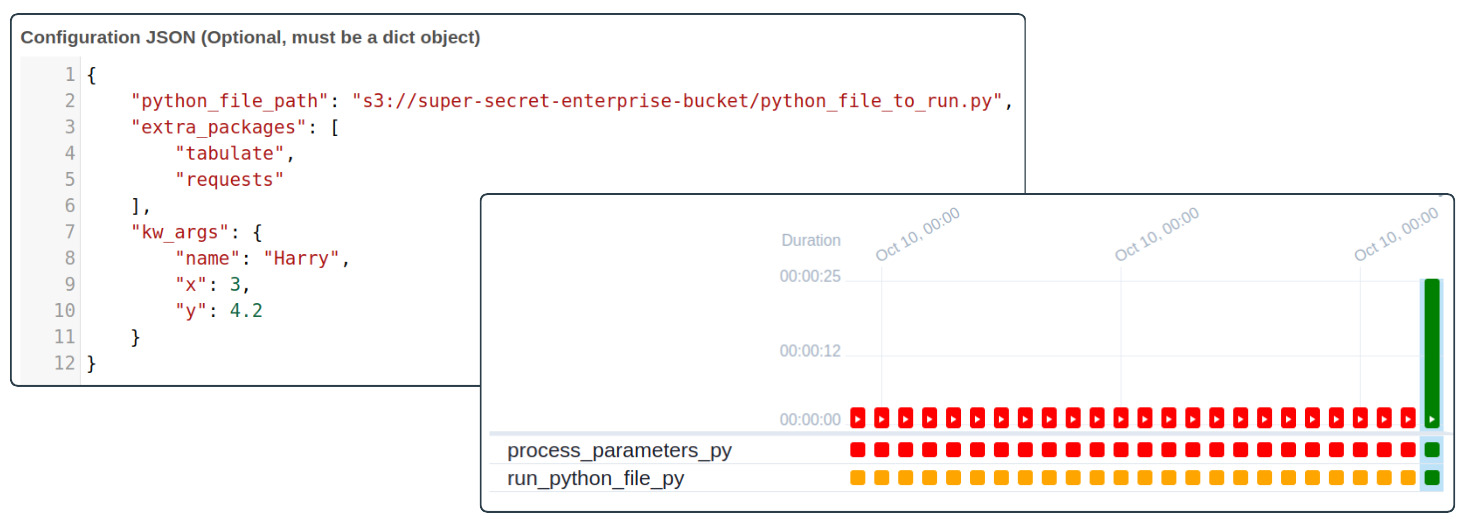 Configuration JSON (Optional, must be a dict object)
1 {
2 "python_file_path": "s3://super-secret-enterprise-bucket/python_file_to_run.py",
3 "extra_packages": [
4 "tabulate",
5 "requests"
6 ],
7 "kw_args": {
8 "name": "Harry",
9 "x": 3,
10 "y": 4.2
11 }
12 }
Oct 10, 00:00 Oct 10, 00:00 Oct 10, 00:00
Duration
00:00:25
00:00:12
00:00:00
process_parameters_py
run_python_file_py